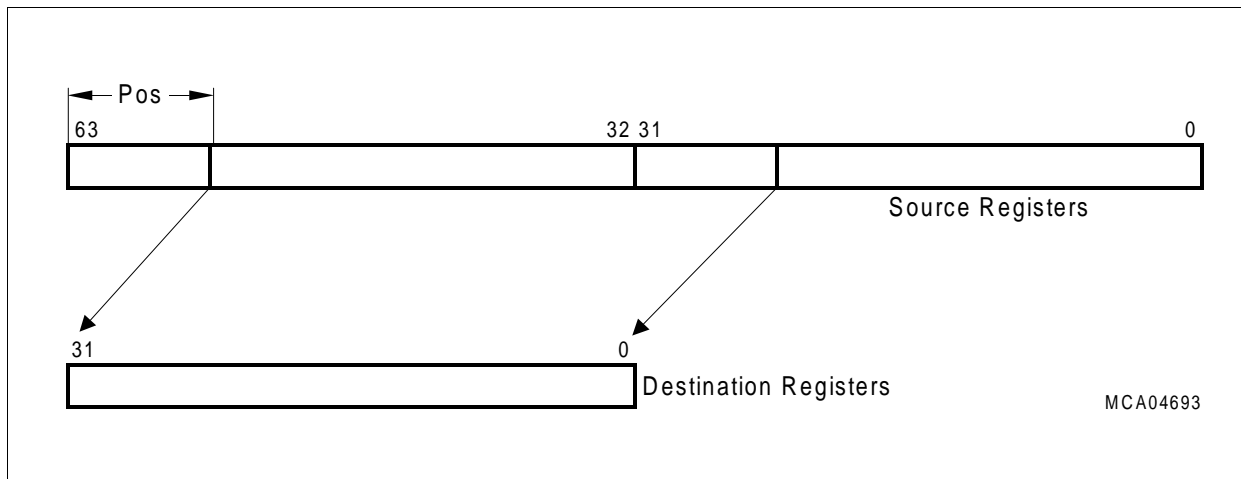 Pos
63 32 31 0
Source Registers
31 0
Destination Registers
MCA04693